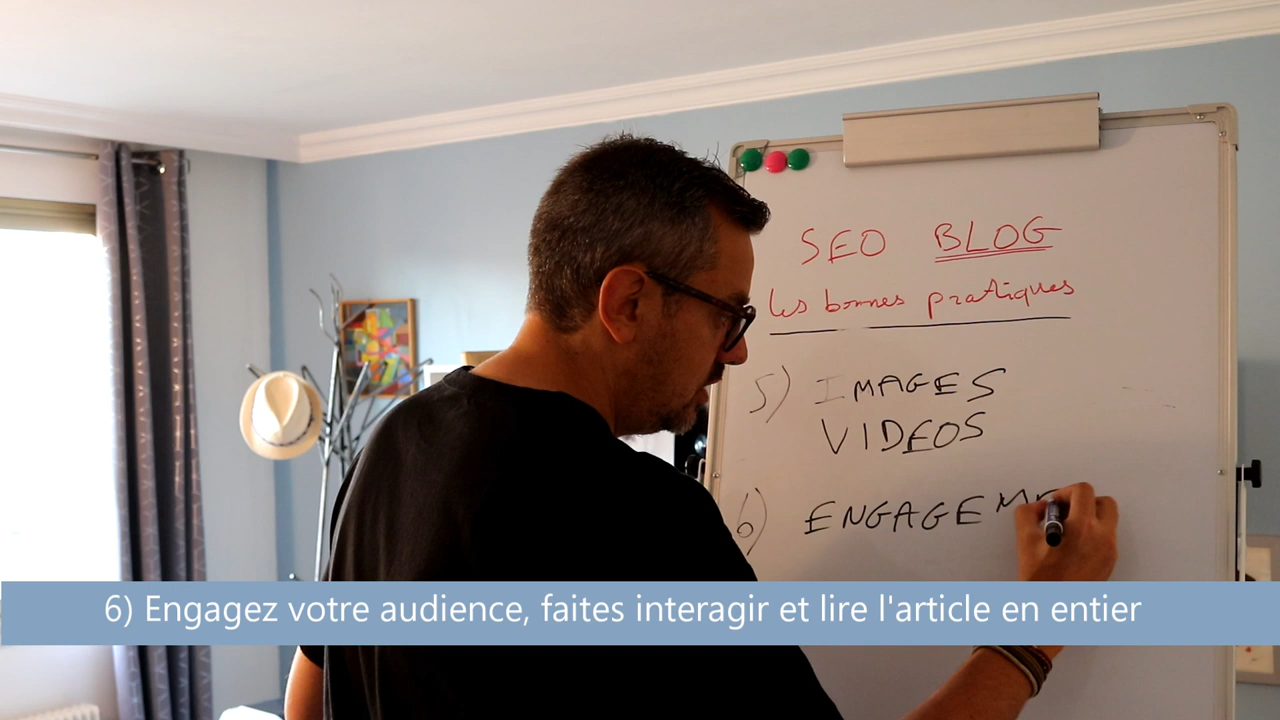 SEO BLOG
les bonnes pratiques
5) IMAGES
VIDEOS
6) ENGAGEME
6) Engagez votre audience, faites interagir et lire l'article en entier